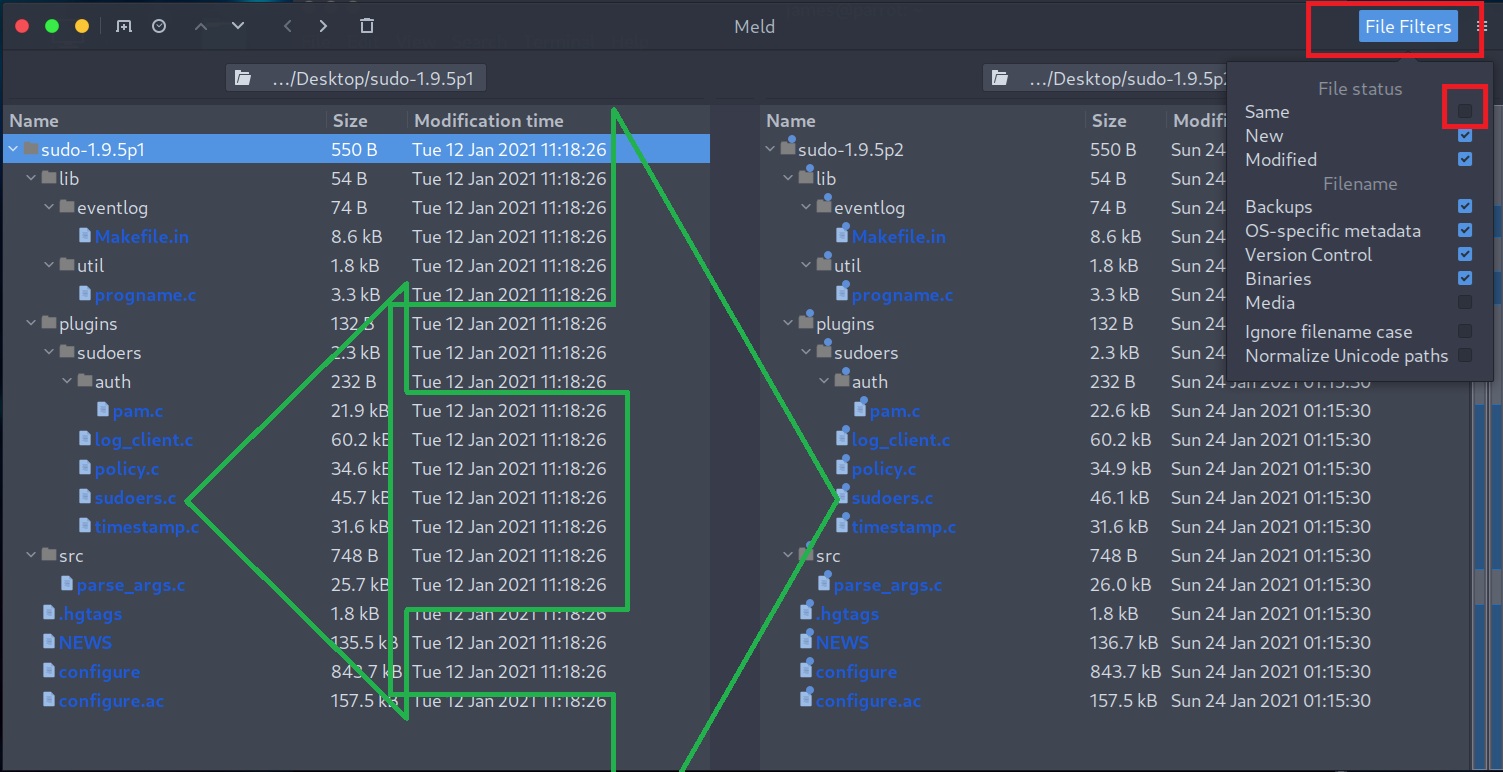 Meld File Filters
.../Desktop/sudo-1.9.5p1 .../Desktop/sudo-1.9.5p2
File status
Same
New
Modified
Filename
Backups
OS-specific metadata
Version Control
Binaries
Media
Ignore filename case
Normalize Unicode paths
Name Size Modification time Name Size Modifi
sudo-1.9.5p1 550 B Tue 12 Jan 2021 11:18:26 sudo-1.9.5p2 550 B Sun 24
lib 54 B Tue 12 Jan 2021 11:18:26 lib 54 B Sun 24
eventlog 74 B Tue 12 Jan 2021 11:18:26 eventlog 74 B Sun 24
Makefile.in 8.6 kB Tue 12 Jan 2021 11:18:26 Makefile.in 8.6 kB Sun 24
util 1.8 kB Tue 12 Jan 2021 11:18:26 util 1.8 kB Sun 24
progname.c 3.3 kB Tue 12 Jan 2021 11:18:26 progname.c 3.3 kB Sun 24
plugins 132 B Tue 12 Jan 2021 11:18:26 plugins 132 B Sun 24
sudoers 2.3 kB Tue 12 Jan 2021 11:18:26 sudoers 2.3 kB Sun 24
auth 232 B Tue 12 Jan 2021 11:18:26 auth 232 B Sun 24 Jan 2021 01:15:30
pam.c 21.9 kB Tue 12 Jan 2021 11:18:26 pam.c 22.6 kB Sun 24 Jan 2021 01:15:30
log_client.c 60.2 kB Tue 12 Jan 2021 11:18:26 log_client.c 60.2 kB Sun 24 Jan 2021 01:15:30
policy.c 34.6 kB Tue 12 Jan 2021 11:18:26 policy.c 34.9 kB Sun 24 Jan 2021 01:15:30
sudoers.c 45.7 kB Tue 12 Jan 2021 11:18:26 sudoers.c 46.1 kB Sun 24 Jan 2021 01:15:30
timestamp.c 31.6 kB Tue 12 Jan 2021 11:18:26 timestamp.c 31.6 kB Sun 24 Jan 2021 01:15:30
src 748 B Tue 12 Jan 2021 11:18:26 src 748 B Sun 24 Jan 2021 01:15:30
parse_args.c 25.7 kB Tue 12 Jan 2021 11:18:26 parse_args.c 26.0 kB Sun 24 Jan 2021 01:15:30
.hgtags 1.8 kB Tue 12 Jan 2021 11:18:26 .hgtags 1.8 kB Sun 24 Jan 2021 01:15:30
NEWS 135.5 kB Tue 12 Jan 2021 11:18:26 NEWS 136.7 kB Sun 24 Jan 2021 01:15:30
configure 843.7 kB Tue 12 Jan 2021 11:18:26 configure 843.7 kB Sun 24 Jan 2021 01:15:30
configure.ac 157.5 kB Tue 12 Jan 2021 11:18:26 configure.ac 157.5 kB Sun 24 Jan 2021 01:15:30